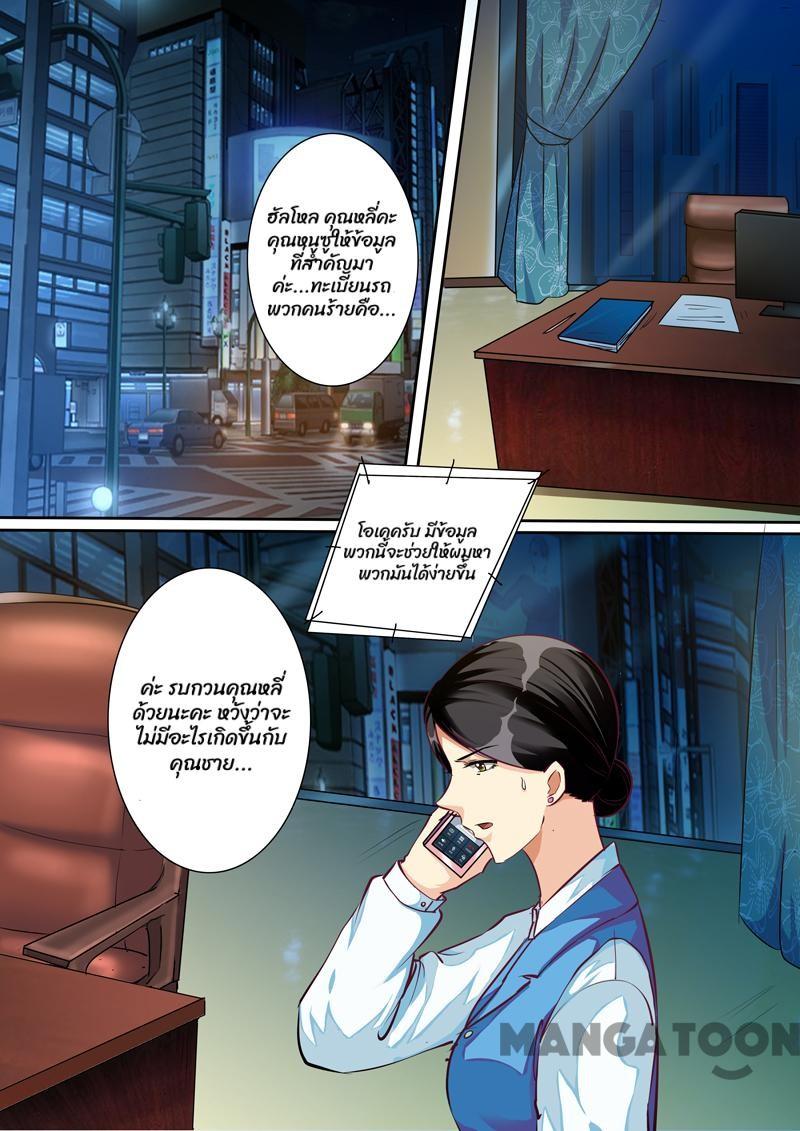 ฮัลโหล คุณหลี่คะ
คุณหนูซูให้ข้อมูล
ที่สำคัญมา
ค่ะ...ทะเบียนรถ
พวกคนร้ายคือ...
BLACK
โอเคครับ มีข้อมูล
พวกนี้จะช่วยให้ผมหา
พวกมันได้ง่ายขึ้น
ค่ะ รบกวนคุณหลี่
ด้วยนะคะ หวังว่าจะ
ไม่มีอะไรเกิดขึ้นกับ
คุณชาย...
MANGATOON